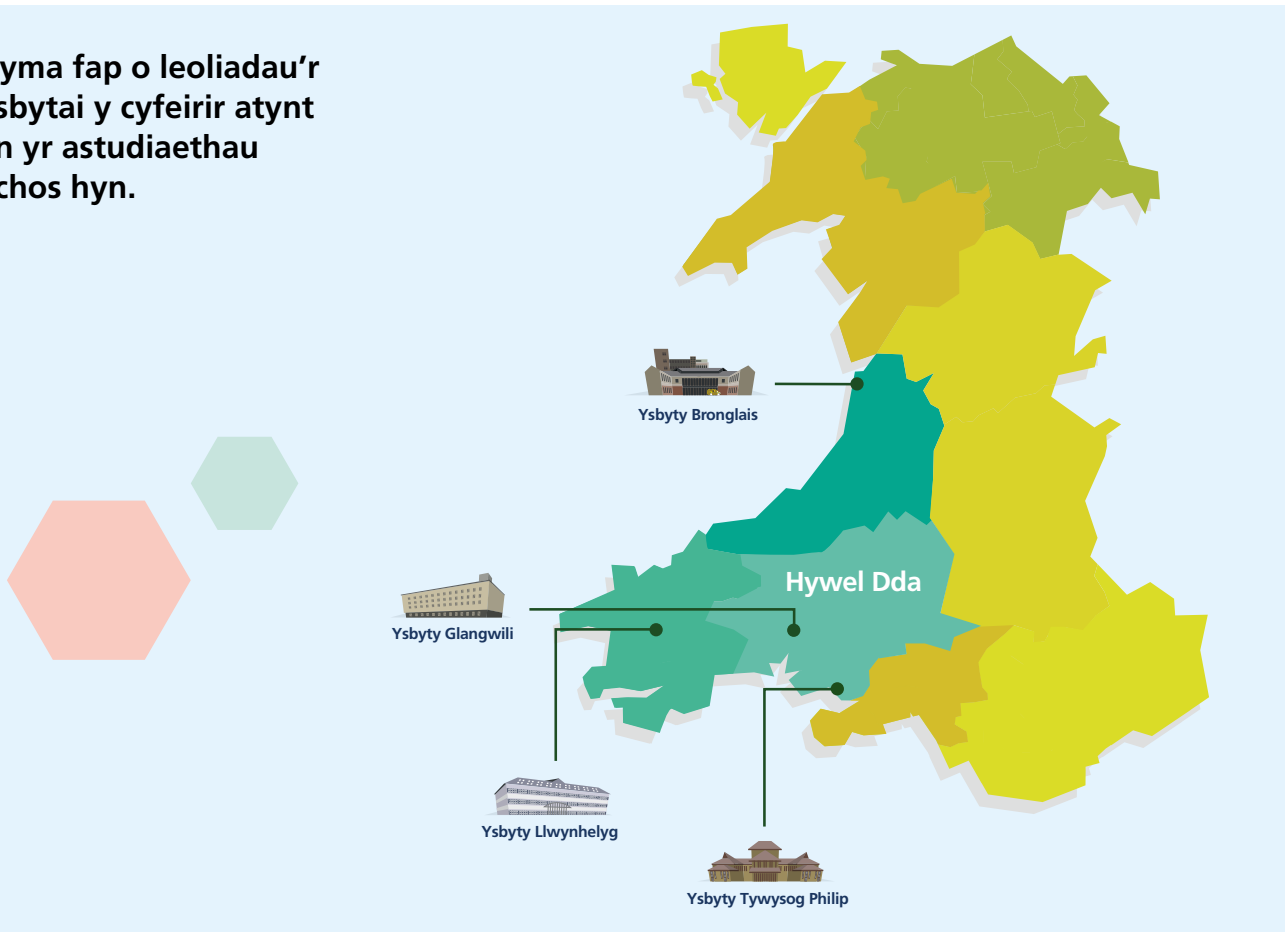 yma fap o leoliadau'r
sbytai y cyfeirir atynt
n yr astudiaethau
chos hyn.
Ysbyty Bronglais
Hywel Dda
Ysbyty Glangwili
Ysbyty Llwynhelyg
Ysbyty Tywysog Philip